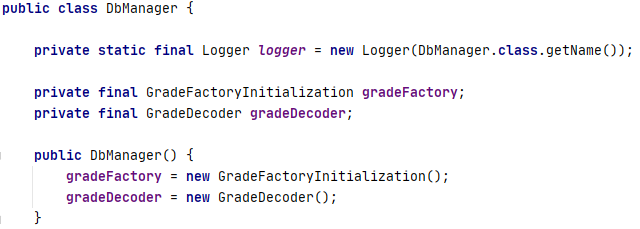 public class DbManager {
private static final Logger logger = new Logger(DbManager.class.getName());
private final GradeFactoryInitialization gradeFactory;
private final GradeDecoder gradeDecoder;
public DbManager() {
gradeFactory = new GradeFactoryInitialization();
gradeDecoder = new GradeDecoder();
}